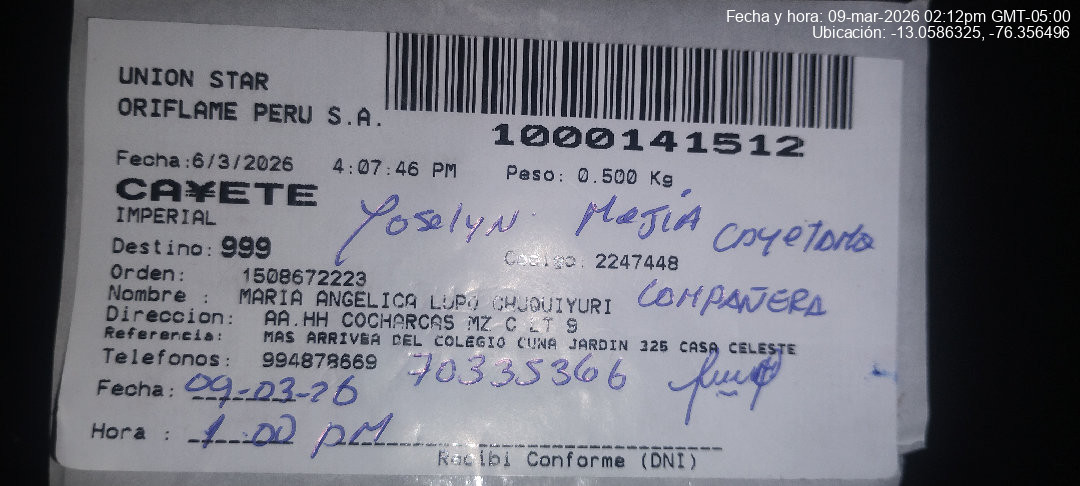 Fecha y hora: 09-mar-2026 02:12pm GMT-05:00
Ubicación: -13.0586325, -76.356496
UNION STAR
ORIFLAME PERU S.A.
1000141512
Fecha:6/3/2026 4:07:46 PM Peso: 0.500 Kg
CA¥ETE
IMPERIAL
Yoselyn Mejía Cayetano
Destino: 999
Codigo: 2247448
Orden: 1508672223
Nombre : MARIA ANGELICA LUPO CHUQUIYURI
COMPAÑERA
Direccion: AA.HH COCHARCAS MZ C LT 9
Referencia: MAS ARRIVBA DEL COLEGIO CUNA JARDIN 325 CASA CELESTE
Telefonos: 994878669
70335366
Fecha: 09-03-26
Hora : 1:00 pM
Recibi Conforme (DNI)